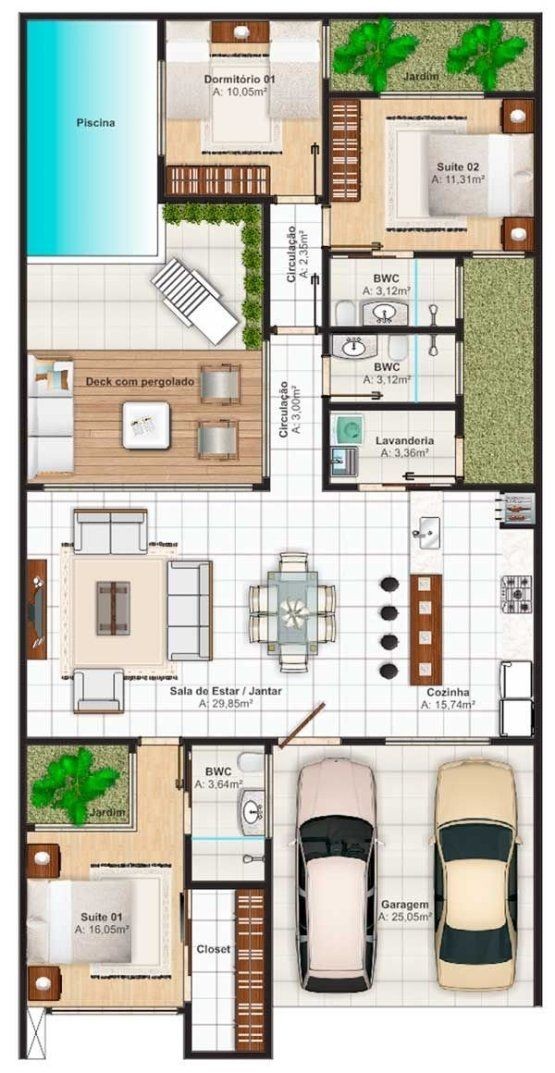 Dormitório 01
A: 10,05m²
Jardim
Piscina
Suite 02
A: 11,31m²
Circulação
A: 2,35m²
BWC
A: 3,12m²
BWC
A: 3,12m²
Deck com pergolado
Circulação
A: 3,00m²
Lavanderia
A: 3,36m²
Sala de Estar / Jantar
A: 29,85m²
Cozinha
A: 15,74m²
BWC
A: 3,64m²
Jardim
Suite 01
A: 16,05m²
Closet
Garagem
A: 25,05m²